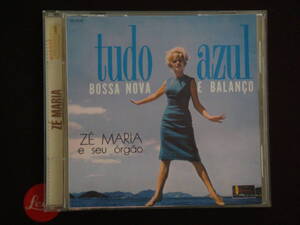 tudo azul
BOSSA NOVA E BALANÇO
ZÉ MARIA
e seu órgão
ZÉ MARIA